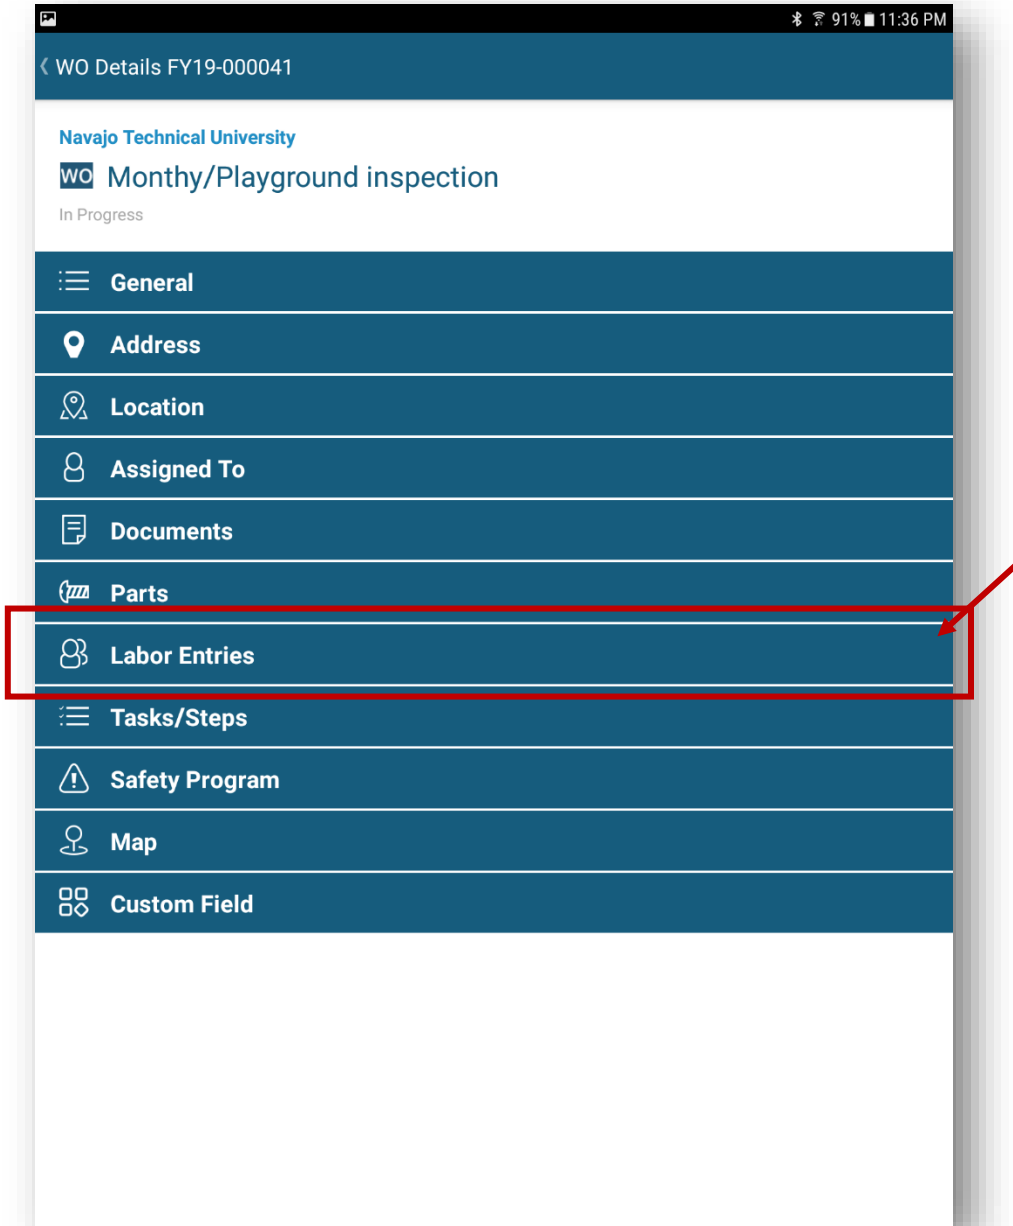 91% 11:36 PM
WO Details FY19-000041
Navajo Technical University
WO Monthy/Playground inspection
In Progress
General
Address
Location
Assigned To
Documents
Parts
Labor Entries
Tasks/Steps
Safety Program
Map
Custom Field